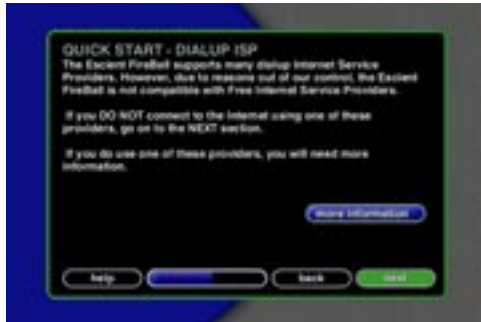 QUICK START - DIALUP ISP
The Escient FireBall supports many dialup Internet Service
Providers. However, due to reasons out of our control, the Escient
FireBall is not compatible with Free Internet Service Providers.
If you DO NOT connect to the Internet using one of these
providers, go on to the NEXT section.
If you do use one of these providers, you will need more
information.
more information
help
back
next